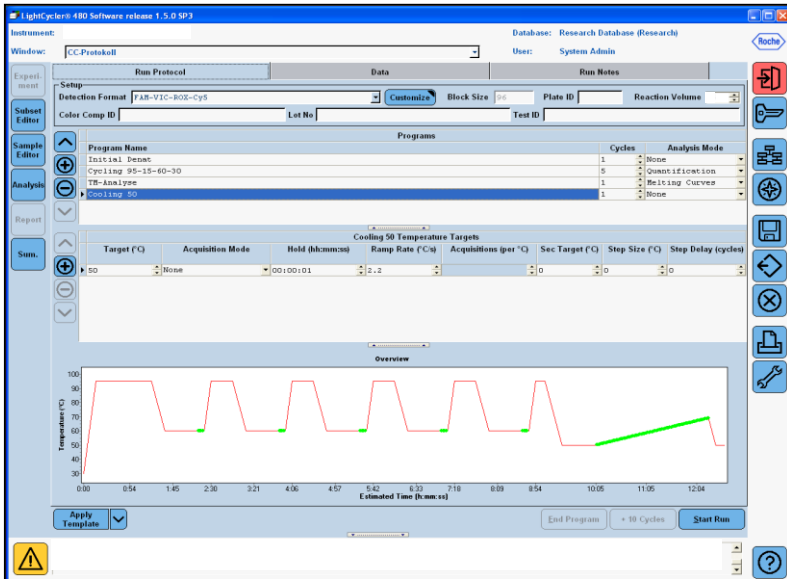 LightCycler® 480 Software release 1.5.0 SP3
Instrument:
Database: Research Database (Research)
Window: CC-Protokoll
User: System Admin
Roche
Experi-
ment
Subset
Editor
Sample
Editor
Analysis
Report
Sum.
Run Protocol Data Run Notes
Setup
Detection Format FAM-VIC-ROX-Cy5 Customize Block Size 96 Plate ID Reaction Volume
Color Comp ID Lot No Test ID
Programs
Program Name Cycles Analysis Mode
Initial Denat 1 None
Cycling 95-15-60-30 5 Quantification
TM-Analyse 1 Melting Curves
Cooling 50 1 None
Cooling 50 Temperature Targets
Target (°C) Acquisition Mode Hold (hh:mm:ss) Ramp Rate (°C/s) Acquisitions (per °C) Sec Target (°C) Step Size (°C) Step Delay (cycles)
50 None 00:00:01 2.2 0 0 0
Overview
Temperature (°C)
100
90
80
70
60
50
40
30
0:00 0:54 1:45 2:30 3:21 4:06 4:57 5:42 6:33 7:18 8:09 8:54 10:05 11:05 12:04
Estimated Time (h:mm:ss)
Apply
Template
End Program + 10 Cycles Start Run